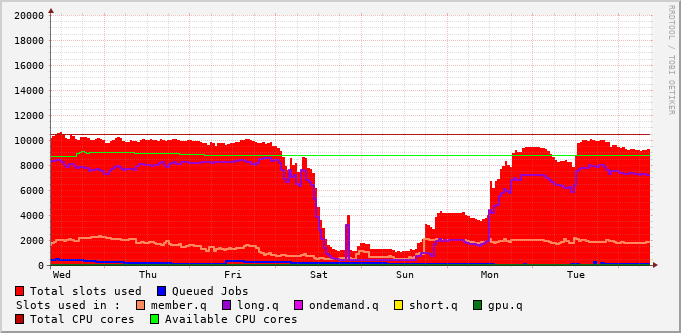 20000
18000
16000
14000
12000
10000
8000
6000
4000
2000
0
Wed Thu Fri Sat Sun Mon Tue
RRDTOOL / TOBI OETIKER
Total slots used Queued Jobs
Slots used in : member.q long.q ondemand.q short.q gpu.q
Total CPU cores Available CPU cores